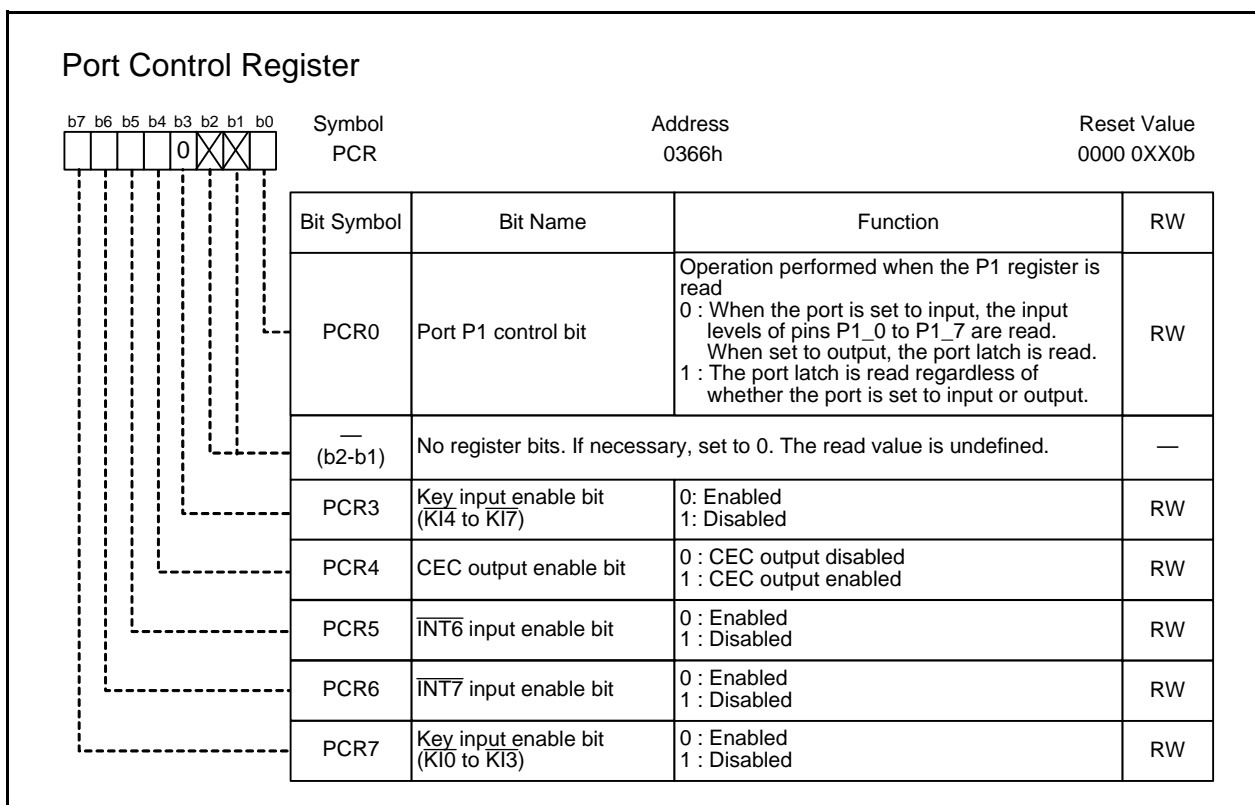 Port Control Register
b7 b6 b5 b4 b3 b2 b1 b0
0
Symbol Address Reset Value
PCR 0366h 0000 0XX0b
Bit Symbol Bit Name Function RW
PCR0 Port P1 control bit Operation performed when the P1 register is
read
0 : When the port is set to input, the input
levels of pins P1_0 to P1_7 are read.
When set to output, the port latch is read.
1 : The port latch is read regardless of
whether the port is set to input or output. RW
—
(b2-b1) No register bits. If necessary, set to 0. The read value is undefined. —
PCR3 Key input enable bit
(K̅I̅4̅ to K̅I̅7̅) 0: Enabled
1: Disabled RW
PCR4 CEC output enable bit 0 : CEC output disabled
1 : CEC output enabled RW
PCR5 I̅N̅T̅6̅ input enable bit 0 : Enabled
1 : Disabled RW
PCR6 I̅N̅T̅7̅ input enable bit 0 : Enabled
1 : Disabled RW
PCR7 Key input enable bit
(K̅I̅0̅ to K̅I̅3̅) 0 : Enabled
1 : Disabled RW